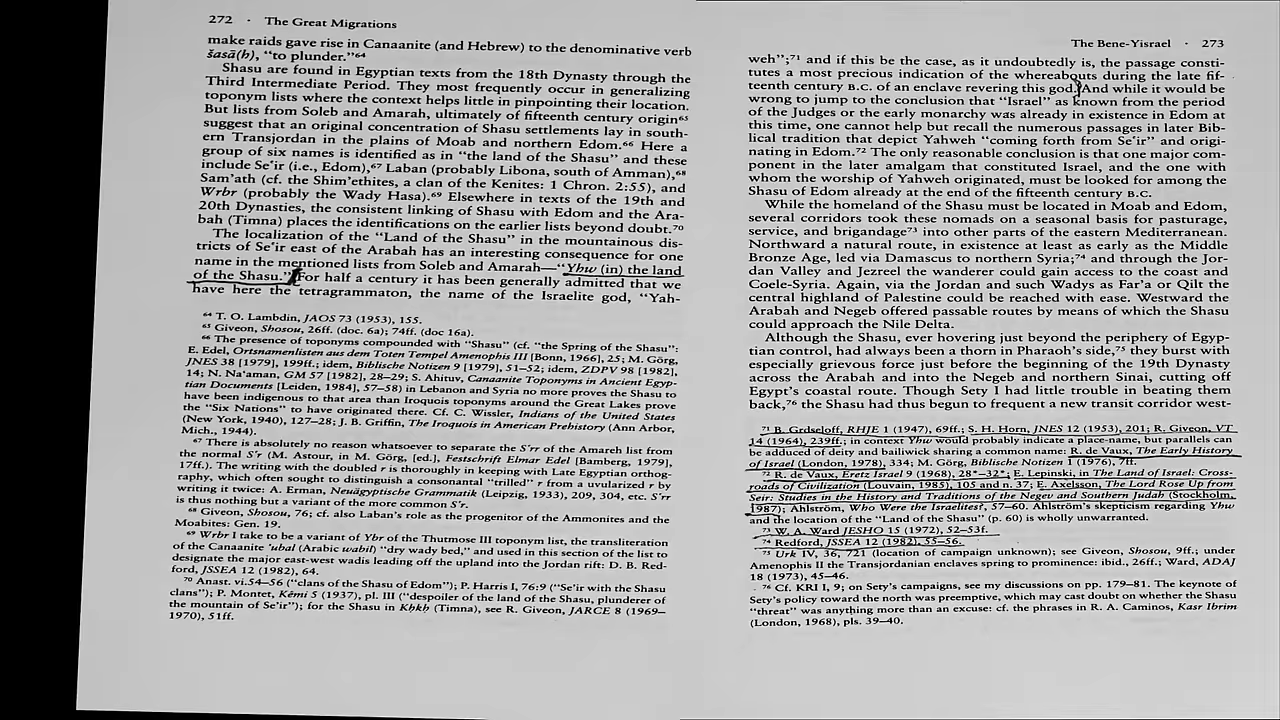 272 · The Great Migrations
make raids gave rise in Canaanite (and Hebrew) to the denominative verb
šasā(h), “to plunder.”64
Shasu are found in Egyptian texts from the 18th Dynasty through the
Third Intermediate Period. They most frequently occur in generalizing
toponym lists where the context helps little in pinpointing their location.
But lists from Soleb and Amarah, ultimately of fifteenth century origin65
suggest that an original concentration of Shasu settlements lay in south-
ern Transjordan in the plains of Moab and northern Edom.66 Here a
group of six names is identified as in “the land of the Shasu” and these
include Se'ir (i.e., Edom),67 Laban (probably Libona, south of Amman),68
Sam'ath (cf. the Shim'ethites, a clan of the Kenites: 1 Chron. 2:55), and
Wrbr (probably the Wady Hasa).69 Elsewhere in texts of the 19th and
20th Dynasties, the consistent linking of Shasu with Edom and the Ara-
bah (Timna) places the identifications on the earlier lists beyond doubt.70
The localization of the “Land of the Shasu” in the mountainous dis-
tricts of Se'ir east of the Arabah has an interesting consequence for one
name in the mentioned lists from Soleb and Amarah—“Yhw (in) the land
of the Shasu.” For half a century it has been generally admitted that we
have here the tetragrammaton, the name of the Israelite god, “Yah-
64 T. O. Lambdin, JAOS 73 (1953), 155.
65 Giveon, Shosou, 26ff. (doc. 6a); 74ff. (doc 16a).
66 The presence of toponyms compounded with “Shasu” (cf. “the Spring of the Shasu”:
E. Edel, Ortsnamenlisten aus dem Toten Tempel Amenophis III [Bonn, 1966], 25; M. Görg,
JNES 38 [1979], 199ff.; idem, Biblische Notizen 9 [1979], 51–52; idem, ZDPV 98 [1982],
14; N. Na'aman, GM 57 [1982], 28–29; S. Ahituv, Canaanite Toponyms in Ancient Egyp-
tian Documents [Leiden, 1984], 57–58) in Lebanon and Syria no more proves the Shasu to
have been indigenous to that area than Iroquois toponyms around the Great Lakes prove
the “Six Nations” to have originated there. Cf. C. Wissler, Indians of the United States
(New York, 1940), 127–28; J. B. Griffin, The Iroquois in American Prehistory (Ann Arbor,
Mich., 1944).
67 There is absolutely no reason whatsoever to separate the S'rr of the Amarah list from
the normal S'r (M. Astour, in M. Görg, [ed.], Festschrift Elmar Edel [Bamberg, 1979],
17ff.). The writing with the doubled r is thoroughly in keeping with Late Egyptian orthog-
raphy, which often sought to distinguish a consonantal “trilled” r from a uvularized r by
writing it twice: A. Erman, Neuägyptische Grammatik (Leipzig, 1933), 209, 304, etc. S'rr
is thus nothing but a variant of the more common S'r.
68 Giveon, Shosou, 76; cf. also Laban's role as the progenitor of the Ammonites and the
Moabites: Gen. 19.
69 Wrbr I take to be a variant of Ybr of the Thutmose III toponym list, the transliteration
of the Canaanite 'ubal (Arabic wabil) “dry wady bed,” and used in this section of the list to
designate the major east-west wadis leading off the upland into the Jordan rift: D. B. Red-
ford, JSSEA 12 (1982), 64.
70 Anast. vi.54–56 (“clans of the Shasu of Edom”); P. Harris I, 76:9 (“Se'ir with the Shasu
clans”); P. Montet, Kêmi 5 (1937), pl. III (“despoiler of the land of the Shasu, plunderer of
the mountain of Se'ir”); for the Shasu in Kḥkḥ (Timna), see R. Giveon, JARCE 8 (1969–
1970), 51ff.
The Bene-Yisrael · 273
weh”;71 and if this be the case, as it undoubtedly is, the passage consti-
tutes a most precious indication of the whereabouts during the late fif-
teenth century B.C. of an enclave revering this god. And while it would be
wrong to jump to the conclusion that “Israel” as known from the period
of the Judges or the early monarchy was already in existence in Edom at
this time, one cannot help but recall the numerous passages in later Bib-
lical tradition that depict Yahweh “coming forth from Se'ir” and origi-
nating in Edom.72 The only reasonable conclusion is that one major com-
ponent in the later amalgam that constituted Israel, and the one with
whom the worship of Yahweh originated, must be looked for among the
Shasu of Edom already at the end of the fifteenth century B.C.
While the homeland of the Shasu must be located in Moab and Edom,
several corridors took these nomads on a seasonal basis for pasturage,
service, and brigandage73 into other parts of the eastern Mediterranean.
Northward a natural route, in existence at least as early as the Middle
Bronze Age, led via Damascus to northern Syria;74 and through the Jor-
dan Valley and Jezreel the wanderer could gain access to the coast and
Coele-Syria. Again, via the Jordan and such Wadys as Far'a or Qilt the
central highland of Palestine could be reached with ease. Westward the
Arabah and Negeb offered passable routes by means of which the Shasu
could approach the Nile Delta.
Although the Shasu, ever hovering just beyond the periphery of Egyp-
tian control, had always been a thorn in Pharaoh's side,75 they burst with
especially grievous force just before the beginning of the 19th Dynasty
across the Arabah and into the Negeb and northern Sinai, cutting off
Egypt's coastal route. Though Sety I had little trouble in beating them
back,76 the Shasu had thus begun to frequent a new transit corridor west-
71 B. Grdseloff, RHJE 1 (1947), 69ff.; S. H. Horn, JNES 12 (1953), 201; R. Giveon, VT
14 (1964), 239ff.; in context Yhw would probably indicate a place-name, but parallels can
be adduced of deity and bailiwick sharing a common name: R. de Vaux, The Early History
of Israel (London, 1978), 334; M. Görg, Biblische Notizen 1 (1976), 7ff.
72 R. de Vaux, Eretz Israel 9 (1968), 28*–32*; E. Lepinski, in The Land of Israel: Cross-
roads of Civilization (Louvain, 1985), 105 and n. 37; E. Axelsson, The Lord Rose Up from
Seir: Studies in the History and Traditions of the Negev and Southern Judah (Stockholm,
1987); Ahlström, Who Were the Israelites?, 57–60. Ahlström's skepticism regarding Yhw
and the location of the “Land of the Shasu” (p. 60) is wholly unwarranted.
73 W. A. Ward JESHO 15 (1972), 52–53f.
74 Redford, JSSEA 12 (1982), 55–56.
75 Urk IV, 36, 721 (location of campaign unknown); see Giveon, Shosou, 9ff.; under
Amenophis II the Transjordanian enclaves spring to prominence: ibid., 26ff.; Ward, ADAJ
18 (1973), 45–46.
76 Cf. KRI I, 9; on Sety's campaigns, see my discussions on pp. 179–81. The keynote of
Sety's policy toward the north was preemptive, which may cast doubt on whether the Shasu
“threat” was anything more than an excuse: cf. the phrases in R. A. Caminos, Kasr Ibrim
(London, 1968), pls. 39–40.